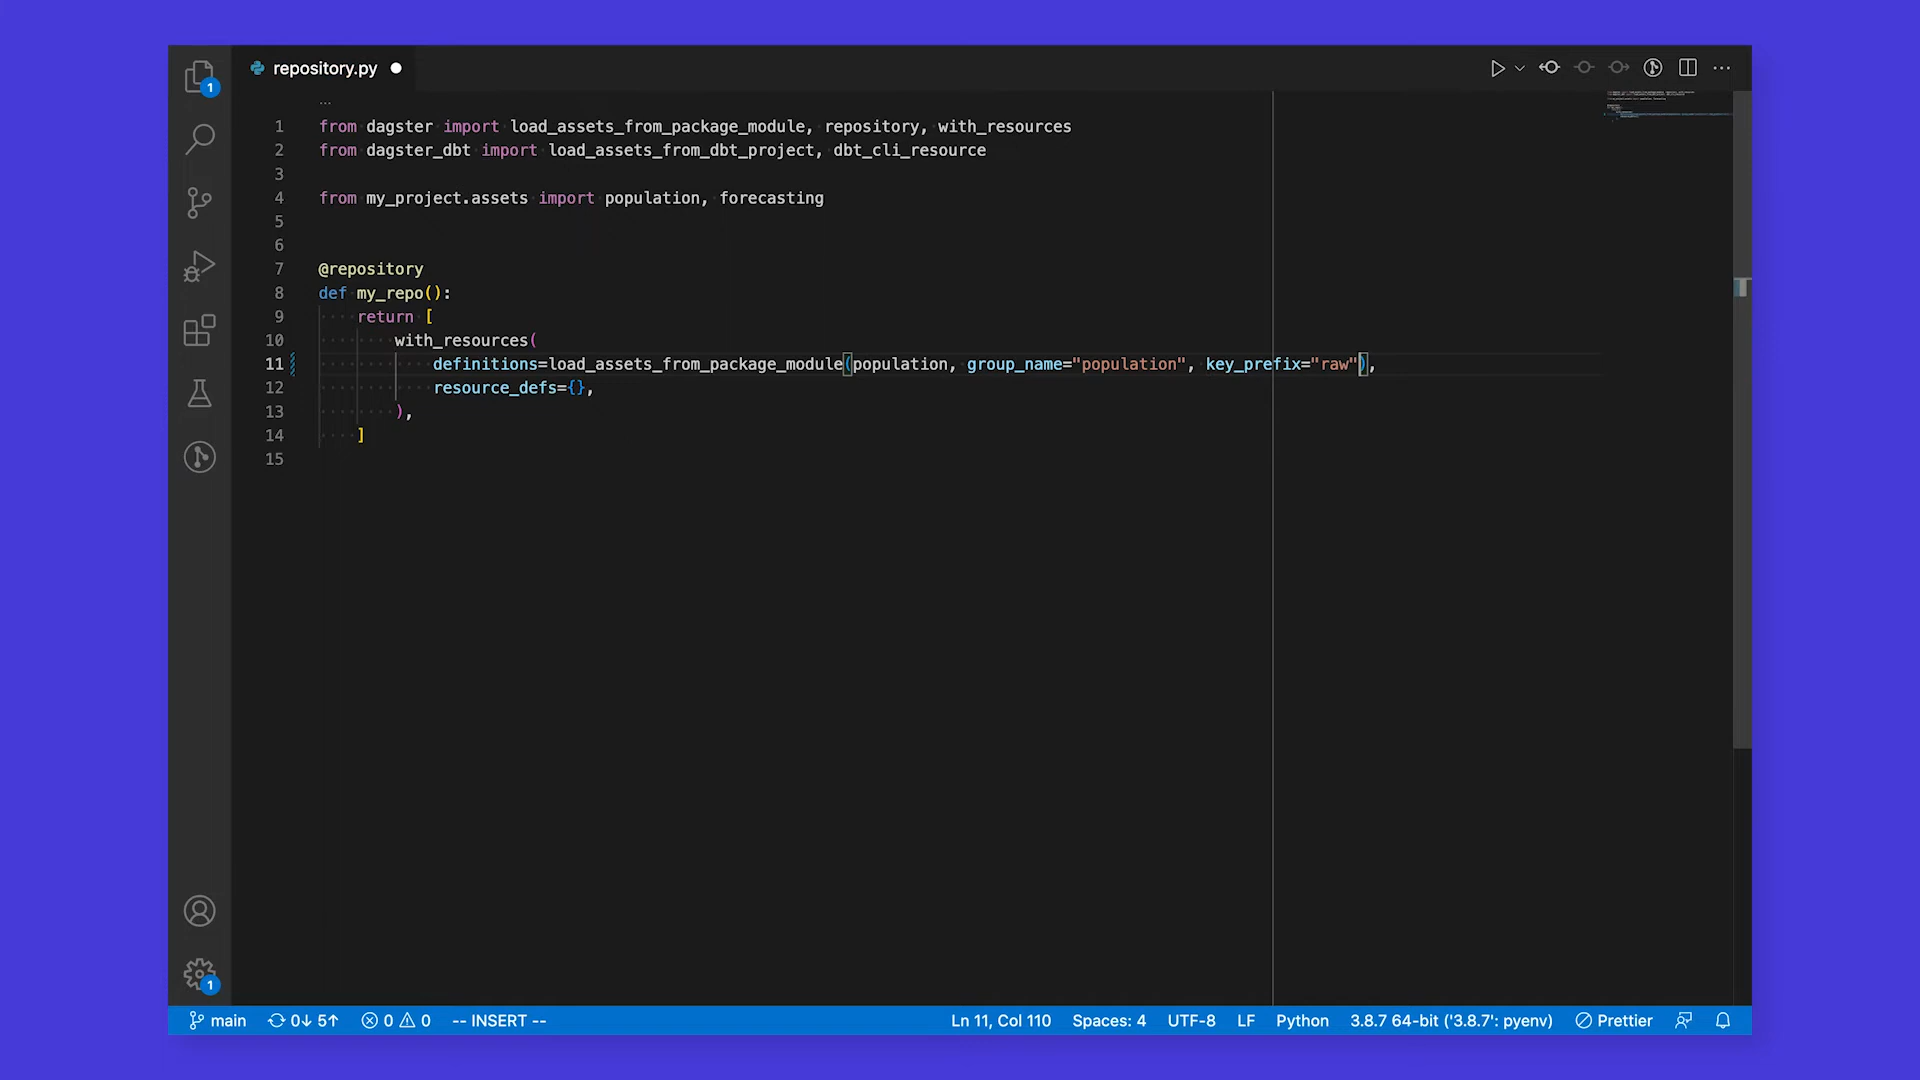 repository.py
...
1 from dagster import load_assets_from_package_module, repository, with_resources
2 from dagster_dbt import load_assets_from_dbt_project, dbt_cli_resource
3
4 from my_project.assets import population, forecasting
5
6
7 @repository
8 def my_repo():
9     return [
10         with_resources(
11             definitions=load_assets_from_package_module(population, group_name="population", key_prefix="raw"),
12             resource_defs={},
13         ),
14     ]
15
1
1
main 0↓ 5↑ 0 0 -- INSERT -- Ln 11, Col 110 Spaces: 4 UTF-8 LF Python 3.8.7 64-bit ('3.8.7': pyenv) Prettier